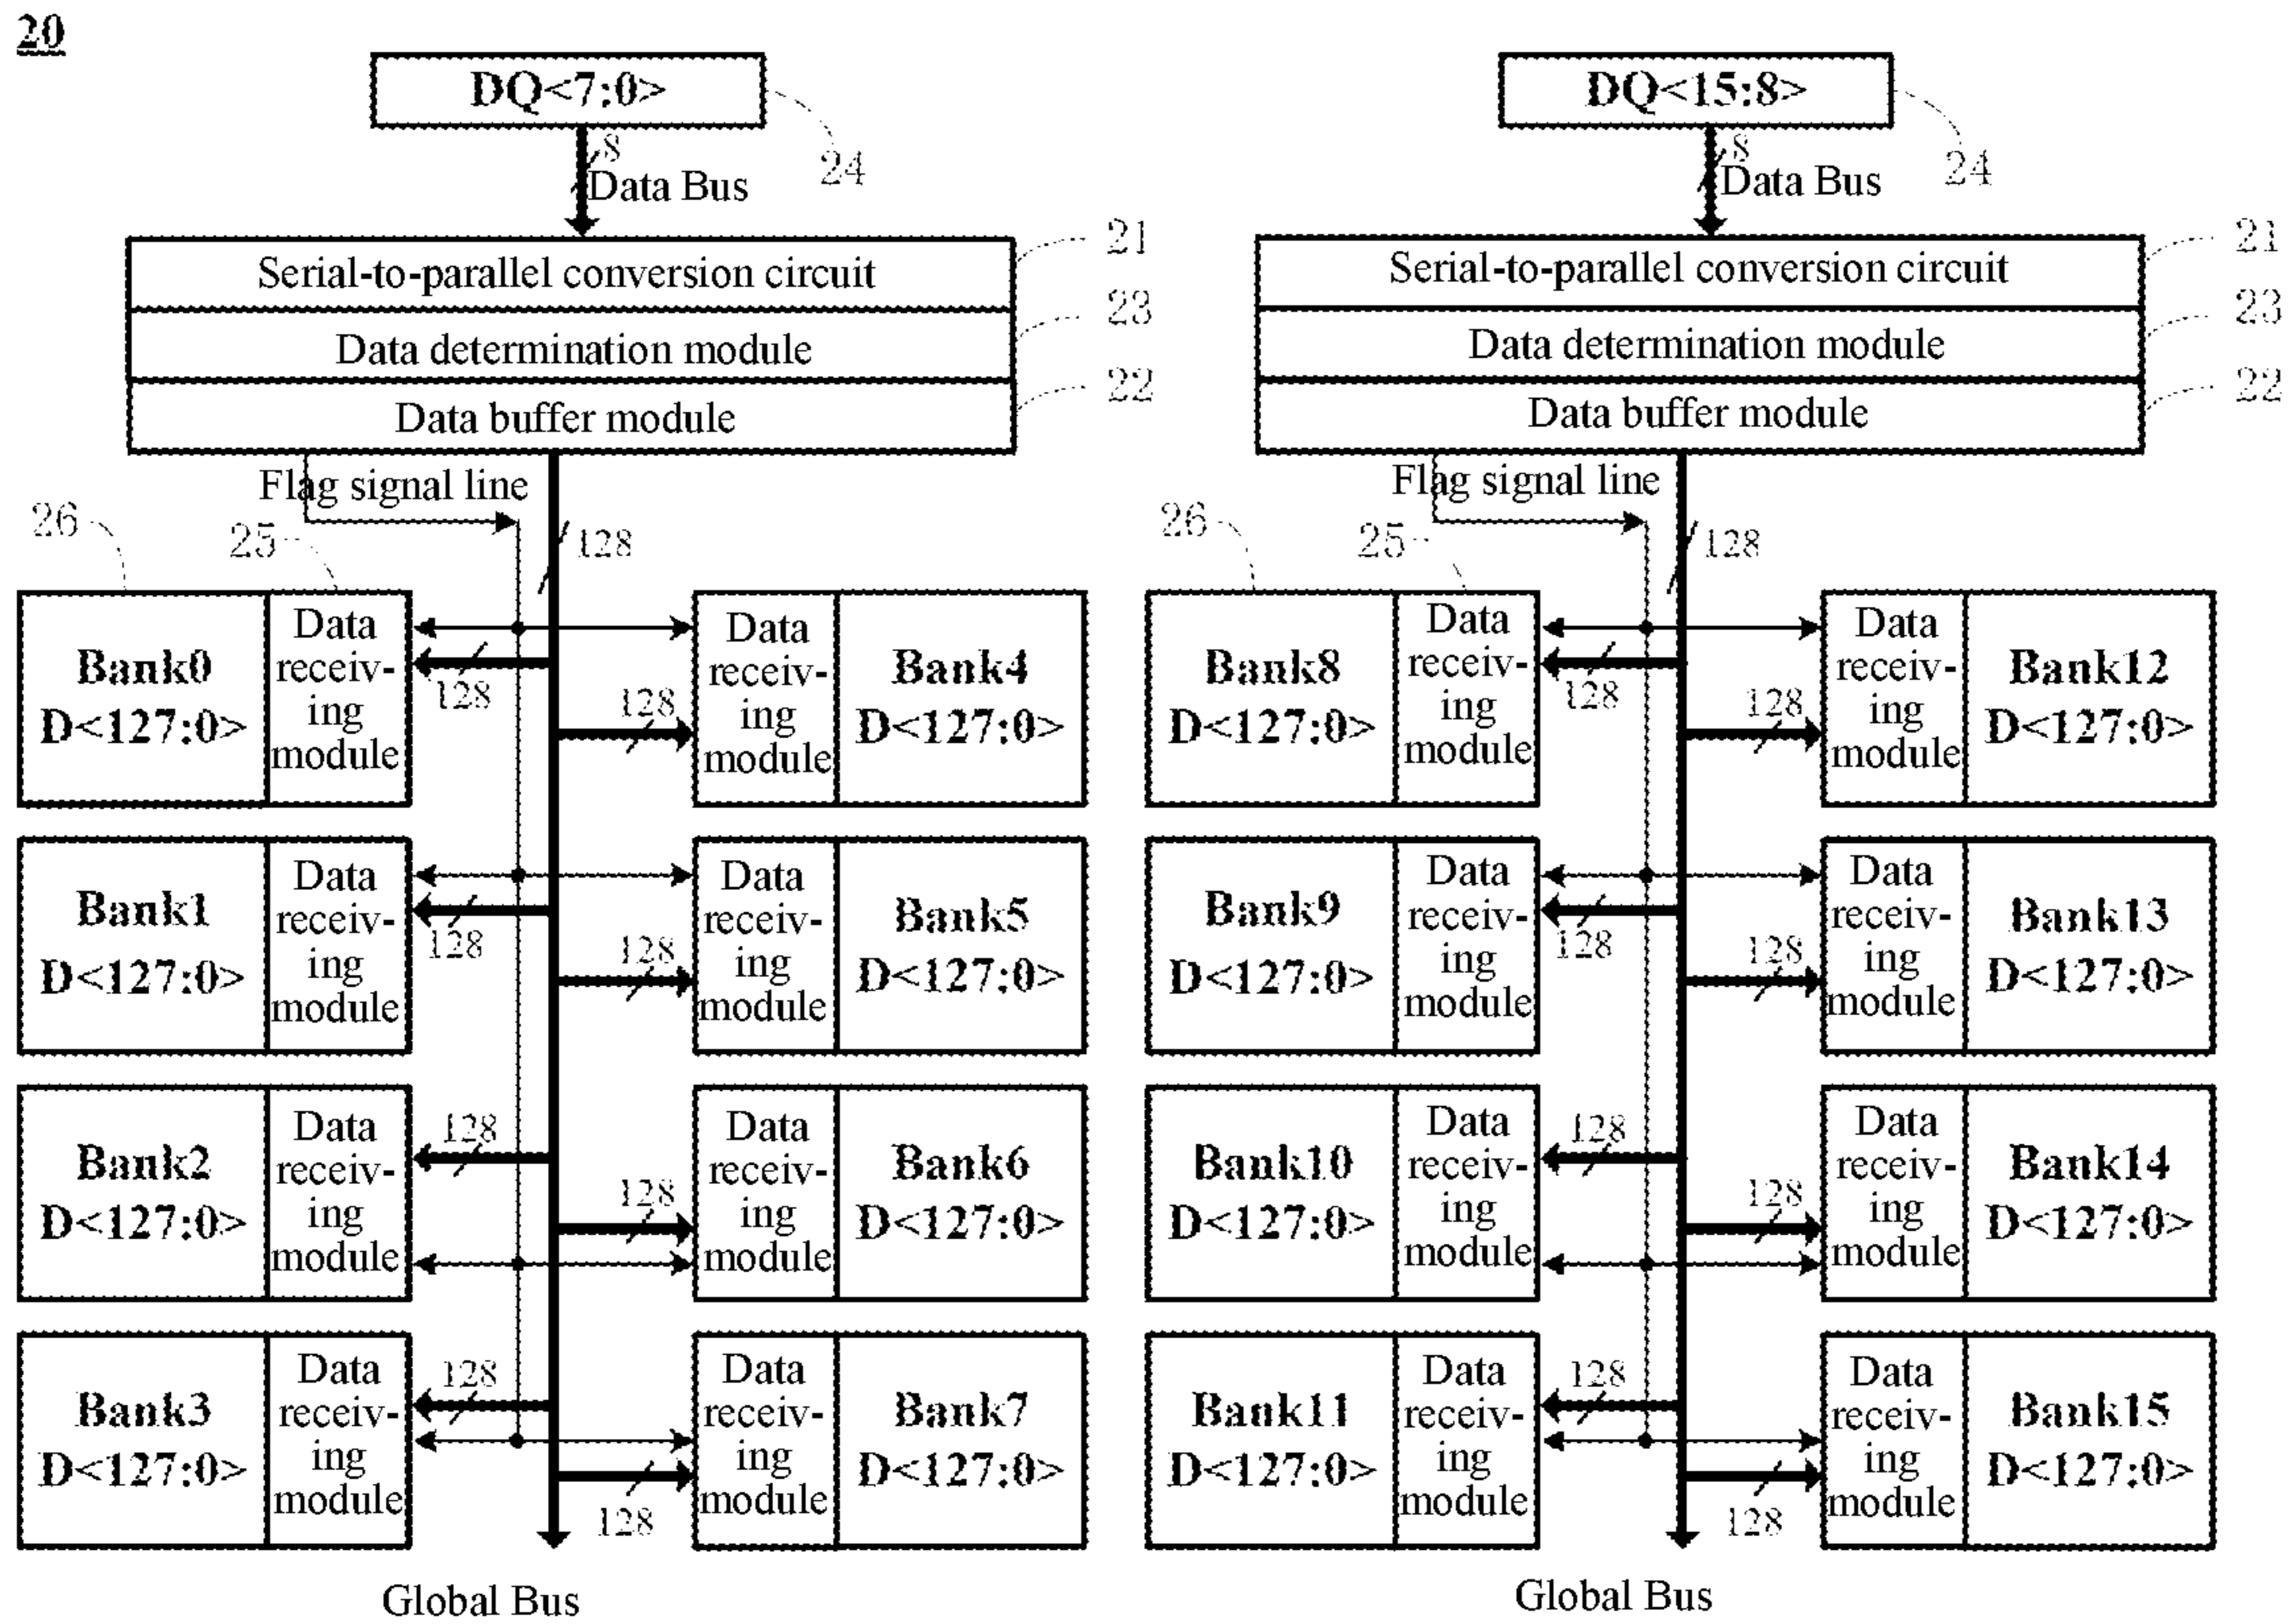 20
DQ<7:0>
24
8
Data Bus
Serial-to-parallel conversion circuit
21
Data determination module
23
Data buffer module
22
Flag signal line
128
26
25
Bank0
D<127:0>
Data
receiv-
ing
module
128
128
Data
receiv-
ing
module
Bank4
D<127:0>
Bank1
D<127:0>
Data
receiv-
ing
module
128
128
Data
receiv-
ing
module
Bank5
D<127:0>
Bank2
D<127:0>
Data
receiv-
ing
module
128
128
Data
receiv-
ing
module
Bank6
D<127:0>
Bank3
D<127:0>
Data
receiv-
ing
module
128
128
Data
receiv-
ing
module
Bank7
D<127:0>
Global Bus
DQ<15:8>
24
8
Data Bus
Serial-to-parallel conversion circuit
21
Data determination module
23
Data buffer module
22
Flag signal line
128
26
25
Bank8
D<127:0>
Data
receiv-
ing
module
128
128
Data
receiv-
ing
module
Bank12
D<127:0>
Bank9
D<127:0>
Data
receiv-
ing
module
128
128
Data
receiv-
ing
module
Bank13
D<127:0>
Bank10
D<127:0>
Data
receiv-
ing
module
128
128
Data
receiv-
ing
module
Bank14
D<127:0>
Bank11
D<127:0>
Data
receiv-
ing
module
128
128
Data
receiv-
ing
module
Bank15
D<127:0>
Global Bus